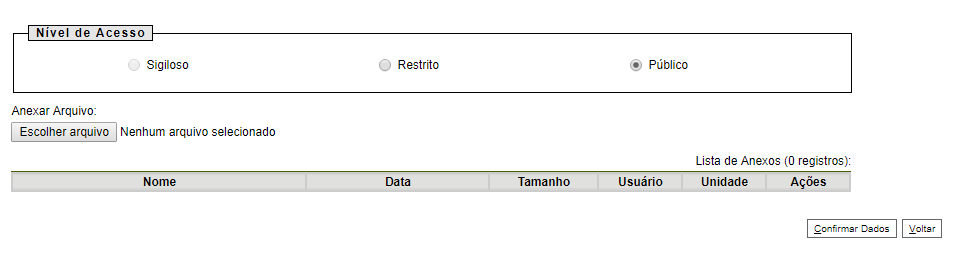 Nível de Acesso
Sigiloso Restrito Público
Anexar Arquivo:
Escolher arquivo Nenhum arquivo selecionado
Lista de Anexos (0 registros):
Nome Data Tamanho Usuário Unidade Ações
Confirmar Dados Voltar